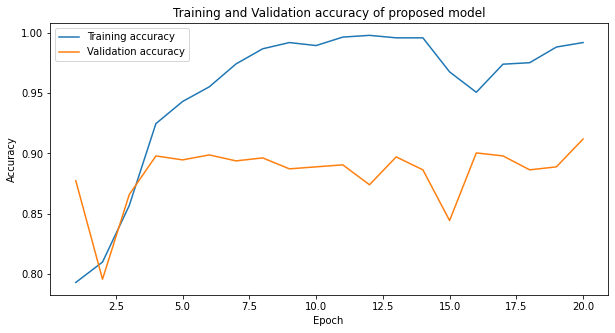 Training and Validation accuracy of proposed model
Training accuracy
Validation accuracy
1.00
0.95
0.90
0.85
0.80
Accuracy
2.5 5.0 7.5 10.0 12.5 15.0 17.5 20.0
Epoch